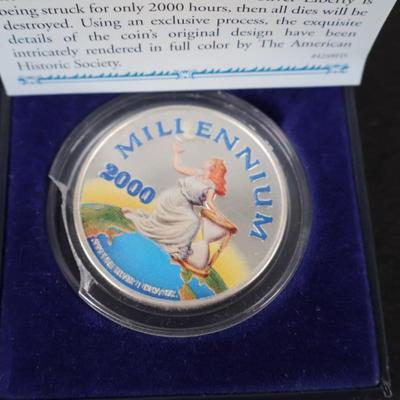 being struck for only 2000 hours, then all dies will be
destroyed. Using an exclusive process, the exquisite
details of the coin's original design have been
intricately rendered in full color by The American
Historic Society.
MILLENNIUM
2000